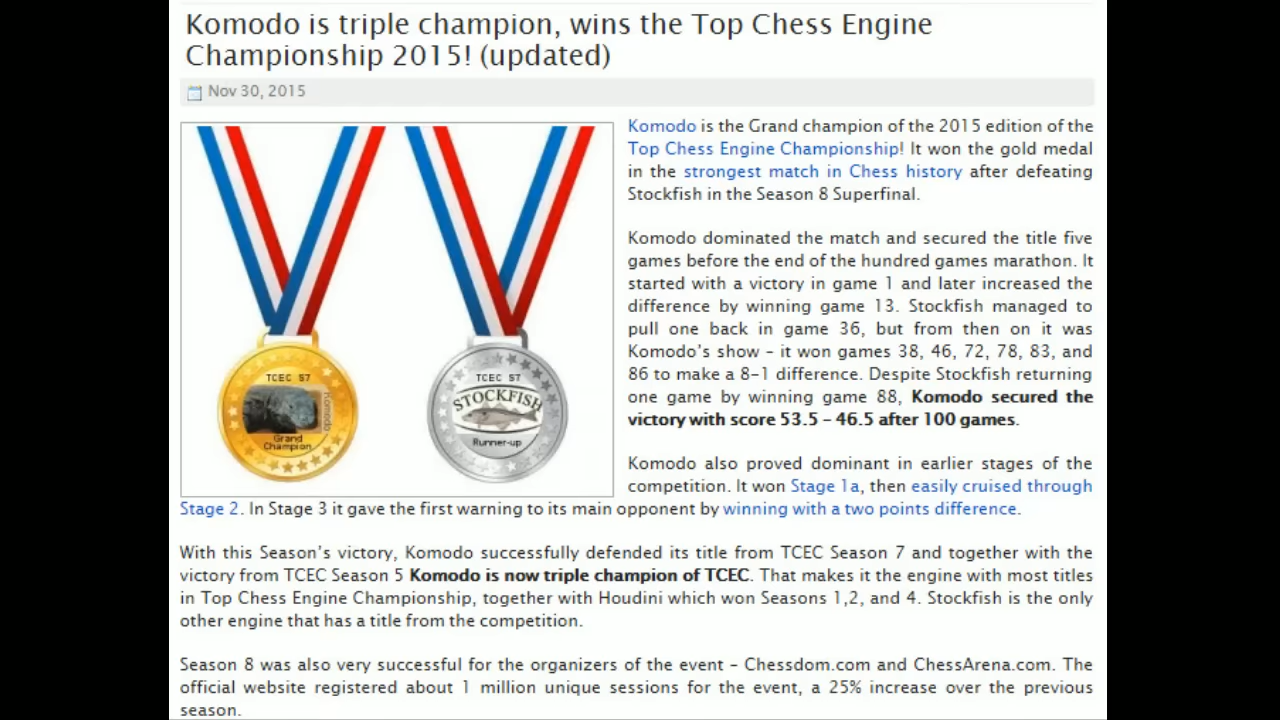 Komodo is triple champion, wins the Top Chess Engine
Championship 2015! (updated)
Nov 30, 2015
TCEC S7
Komodo
Grand
Champion
TCEC S7
STOCKFISH
Runner-up
Komodo is the Grand champion of the 2015 edition of the
Top Chess Engine Championship! It won the gold medal
in the strongest match in Chess history after defeating
Stockfish in the Season 8 Superfinal.
Komodo dominated the match and secured the title five
games before the end of the hundred games marathon. It
started with a victory in game 1 and later increased the
difference by winning game 13. Stockfish managed to
pull one back in game 36, but from then on it was
Komodo's show – it won games 38, 46, 72, 78, 83, and
86 to make a 8–1 difference. Despite Stockfish returning
one game by winning game 88, Komodo secured the
victory with score 53.5 – 46.5 after 100 games.
Komodo also proved dominant in earlier stages of the
competition. It won Stage 1a, then easily cruised through
Stage 2. In Stage 3 it gave the first warning to its main opponent by winning with a two points difference.
With this Season's victory, Komodo successfully defended its title from TCEC Season 7 and together with the
victory from TCEC Season 5 Komodo is now triple champion of TCEC. That makes it the engine with most titles
in Top Chess Engine Championship, together with Houdini which won Seasons 1,2, and 4. Stockfish is the only
other engine that has a title from the competition.
Season 8 was also very successful for the organizers of the event – Chessdom.com and ChessArena.com. The
official website registered about 1 million unique sessions for the event, a 25% increase over the previous
season.